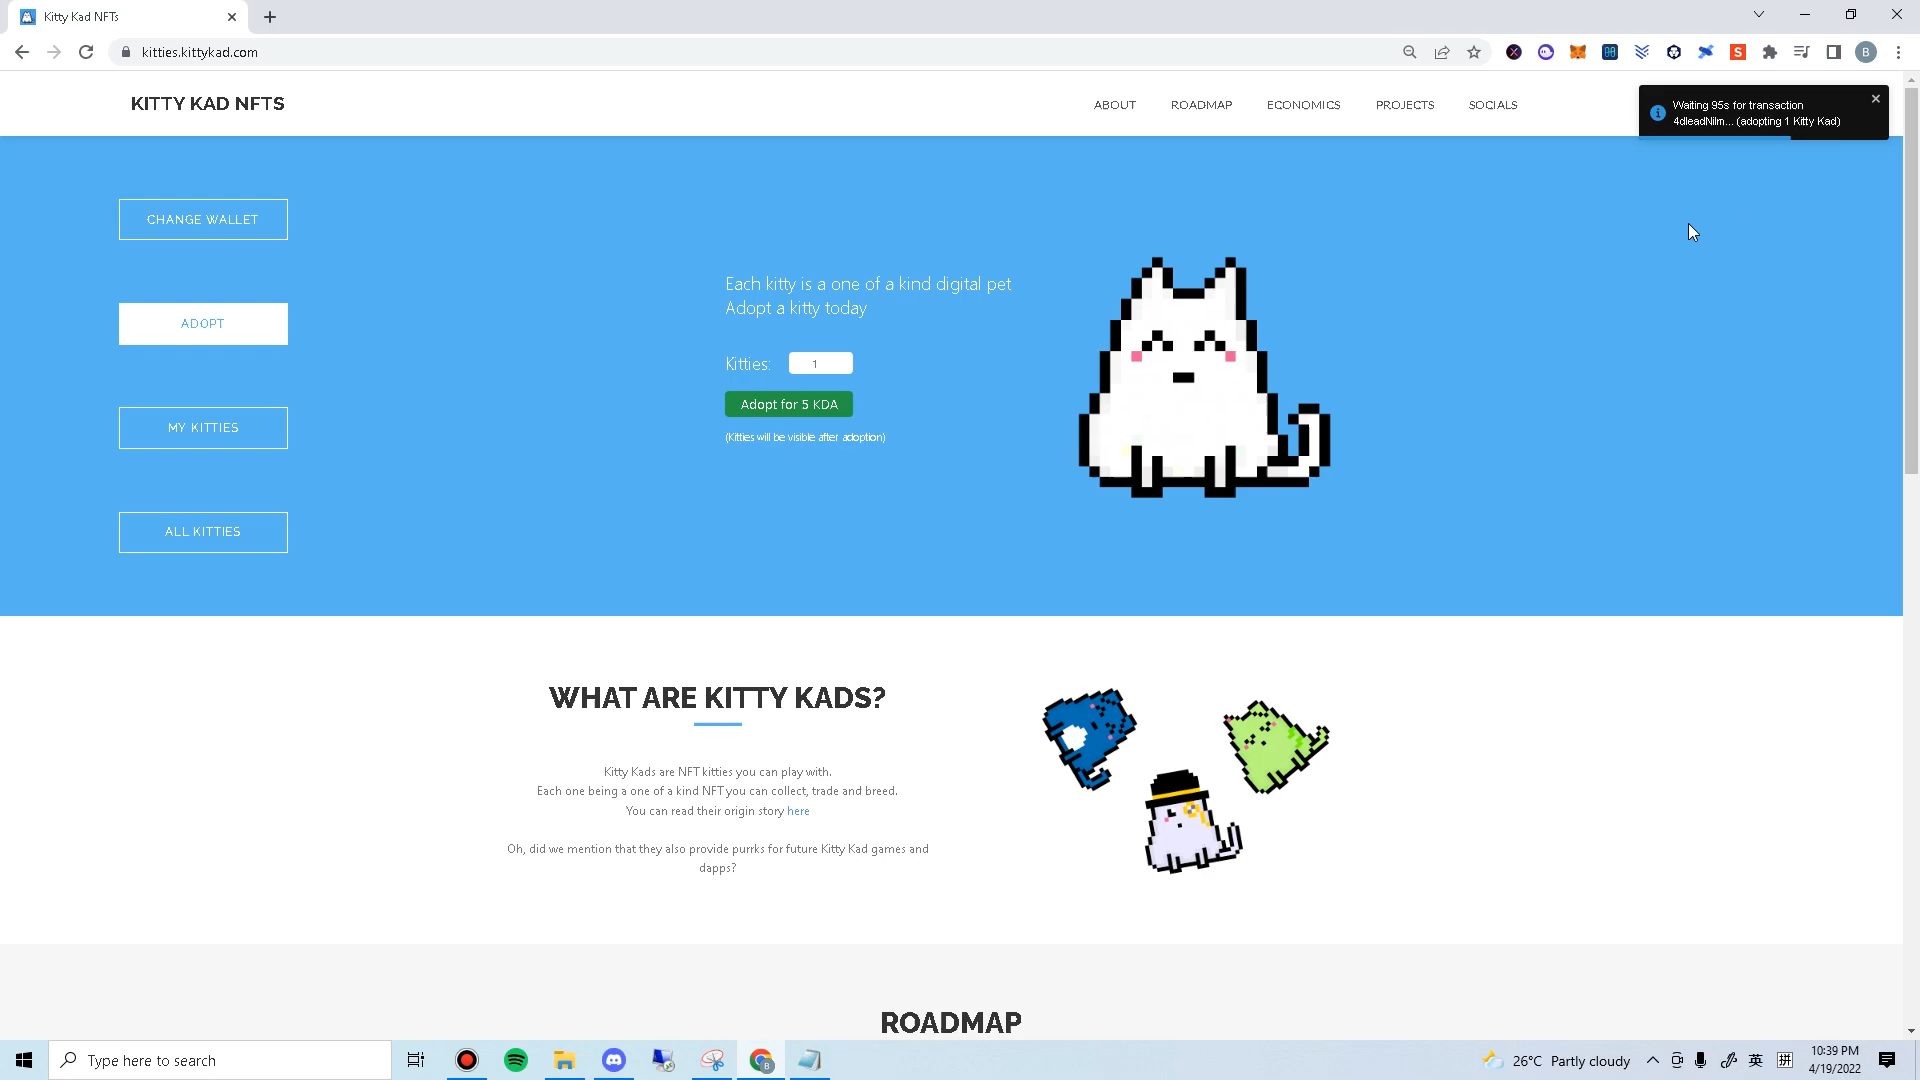 Kitty Kad NFTs
kitties.kittykad.com
B
KITTY KAD NFTS
ABOUT
ROADMAP
ECONOMICS
PROJECTS
SOCIALS
Waiting 95s for transaction
4dleadNilm... (adopting 1 Kitty Kad)
CHANGE WALLET
ADOPT
MY KITTIES
ALL KITTIES
Each kitty is a one of a kind digital pet
Adopt a kitty today
Kitties: 1
Adopt for 5 KDA
(Kitties will be visible after adoption)
WHAT ARE KITTY KADS?
Kitty Kads are NFT kitties you can play with.
Each one being a one of a kind NFT you can collect, trade and breed.
You can read their origin story here
Oh, did we mention that they also provide purrks for future Kitty Kad games and
dapps?
ROADMAP
Type here to search
26°C Partly cloudy
英
拼
10:39 PM
4/19/2022